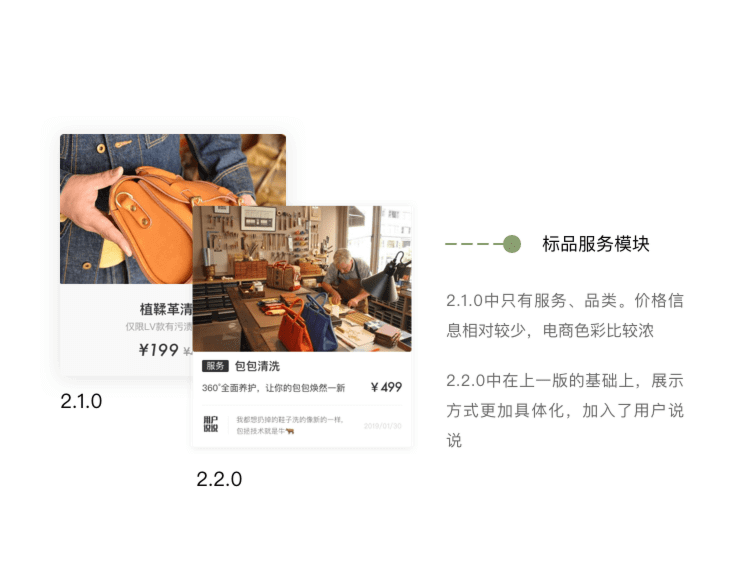 植鞣革清
仅限LV款有污渍
¥199 ¥
2.1.0
服务 包包清洗
360°全面养护，让你的包包焕然一新 ¥499
用户说说
我都想扔掉的鞋子洗的像新的一样，
包拯技术就是牛🐂
2019/01/30
2.2.0
标品服务模块
2.1.0中只有服务、品类。价格信
息相对较少，电商色彩比较浓
2.2.0中在上一版的基础上，展示
方式更加具体化，加入了用户说
说